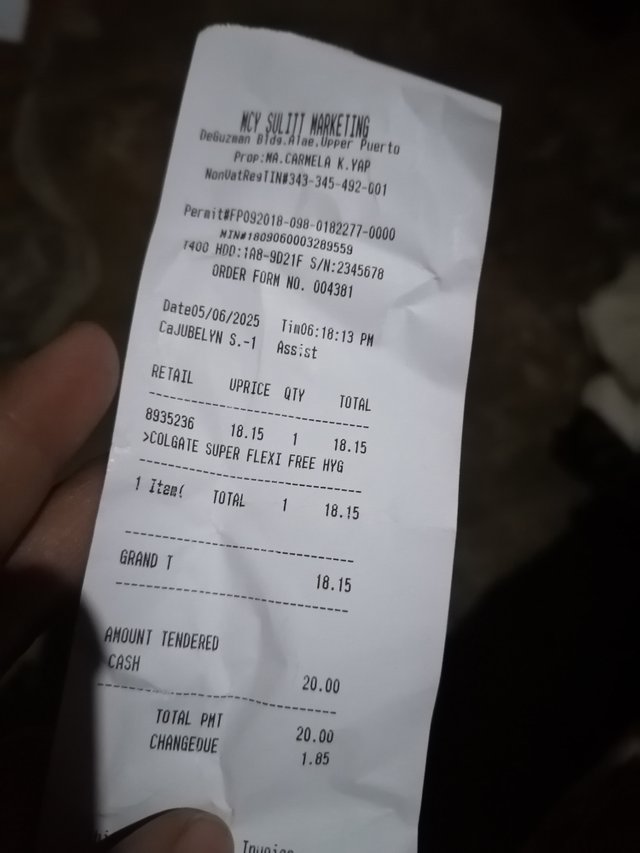 MCY SULIJT MARKETING
DeGuzman Bldg.Alae.Upper Puerto
Prop:MA.CARMELA K.YAP
NonVatRegTIN#343-345-492-001
Permit#FP092018-098-0182277-0000
MIN#1809060003289559
T400 HDD:1A8-9D21F S/N:2345678
ORDER FORM NO. 004381
Date05/06/2025 Tim06:18:13 PM
CaJUBELYN S.-1 Assist
RETAIL UPRICE QTY TOTAL
8935236 18.15 1 18.15
>COLGATE SUPER FLEXI FREE HYG
1 Item( TOTAL 1 18.15
GRAND T 18.15
AMOUNT TENDERED
CASH 20.00
TOTAL PMT 20.00
CHANGEDUE 1.85
Invoice